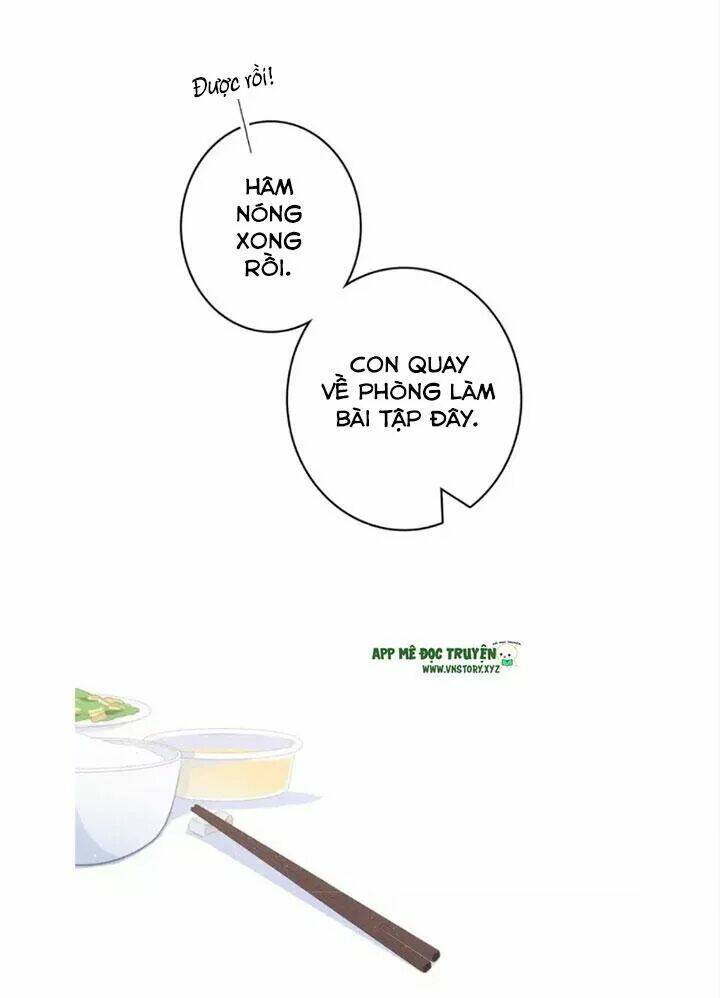 Được rồi!
HÂM
NÓNG
XONG
RỒI.
CON QUAY
VỀ PHÒNG LÀM
BÀI TẬP ĐÂY.
APP MÊ ĐỌC TRUYỆN
WWW.VNSTORY.XYZ